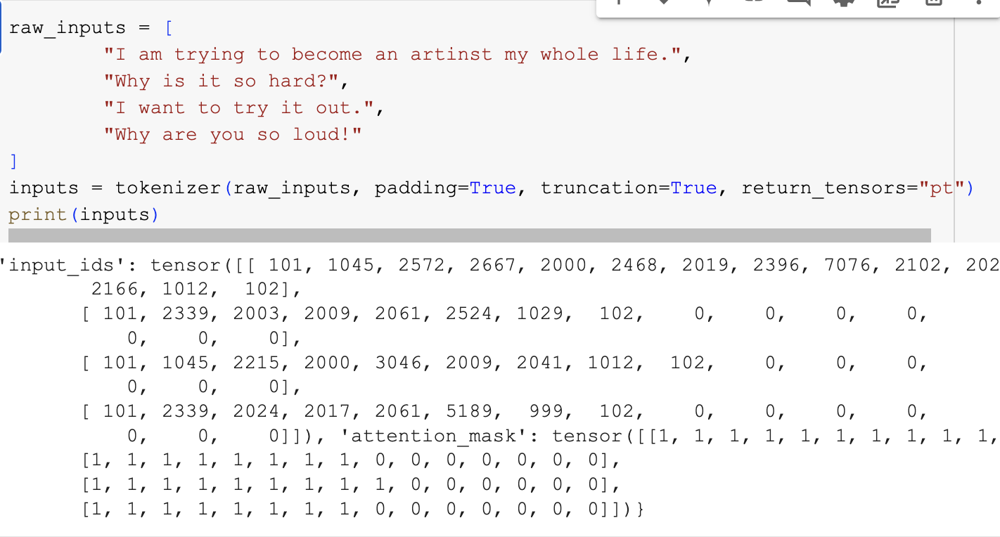 raw_inputs = [
"I am trying to become an artinst my whole life.",
"Why is it so hard?",
"I want to try it out.",
"Why are you so loud!"
]
inputs = tokenizer(raw_inputs, padding=True, truncation=True, return_tensors="pt")
print(inputs)
'input_ids': tensor([[ 101, 1045, 2572, 2667, 2000, 2468, 2019, 2396, 7076, 2102, 202
2166, 1012, 102],
[ 101, 2339, 2003, 2009, 2061, 2524, 1029, 102, 0, 0, 0, 0,
0, 0, 0],
[ 101, 1045, 2215, 2000, 3046, 2009, 2041, 1012, 102, 0, 0, 0,
0, 0, 0],
[ 101, 2339, 2024, 2017, 2061, 5189, 999, 102, 0, 0, 0, 0,
0, 0, 0]]), 'attention_mask': tensor([[1, 1, 1, 1, 1, 1, 1, 1, 1, 1,
[1, 1, 1, 1, 1, 1, 1, 1, 0, 0, 0, 0, 0, 0, 0],
[1, 1, 1, 1, 1, 1, 1, 1, 1, 0, 0, 0, 0, 0, 0],
[1, 1, 1, 1, 1, 1, 1, 1, 0, 0, 0, 0, 0, 0, 0]])}